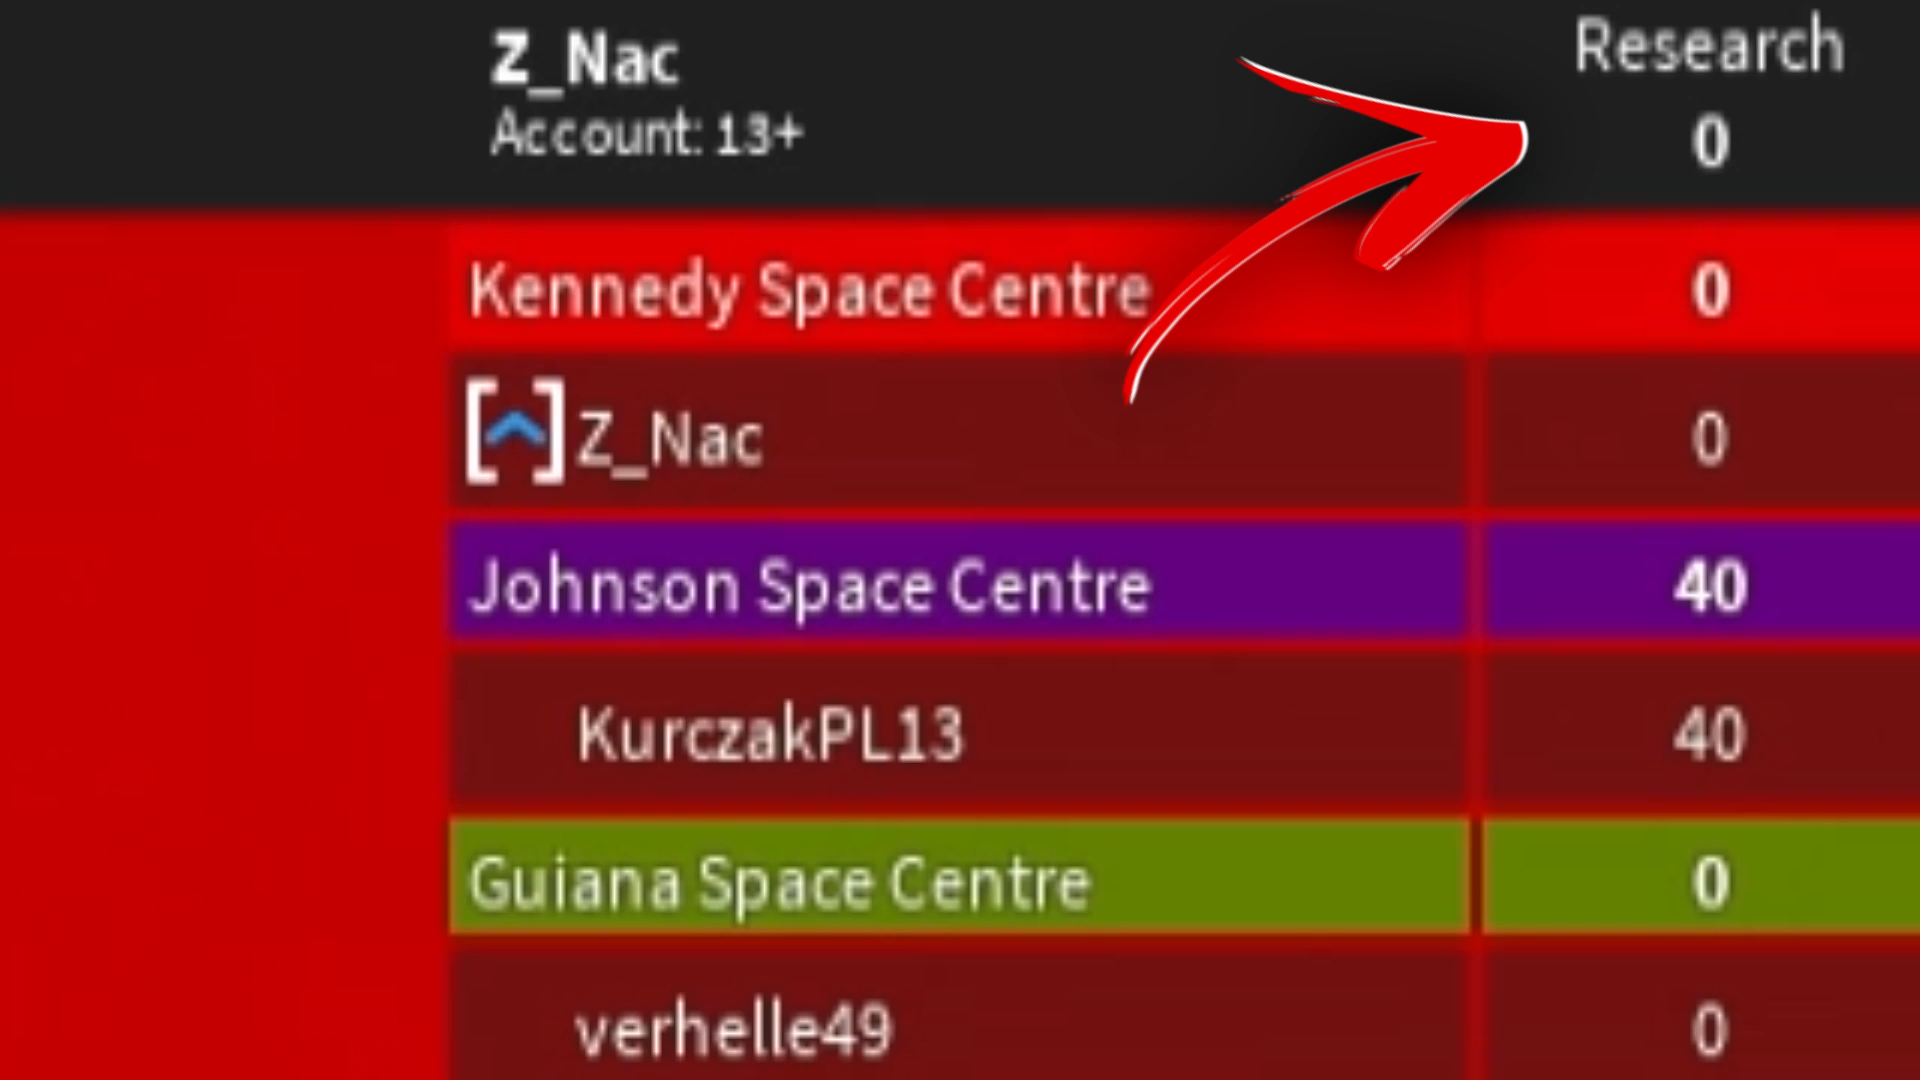 Z_Nac Research
Account: 13+ 0
Kennedy Space Centre 0
[^] Z_Nac 0
Johnson Space Centre 40
KurczakPL13 40
Guiana Space Centre 0
verhelle49 0